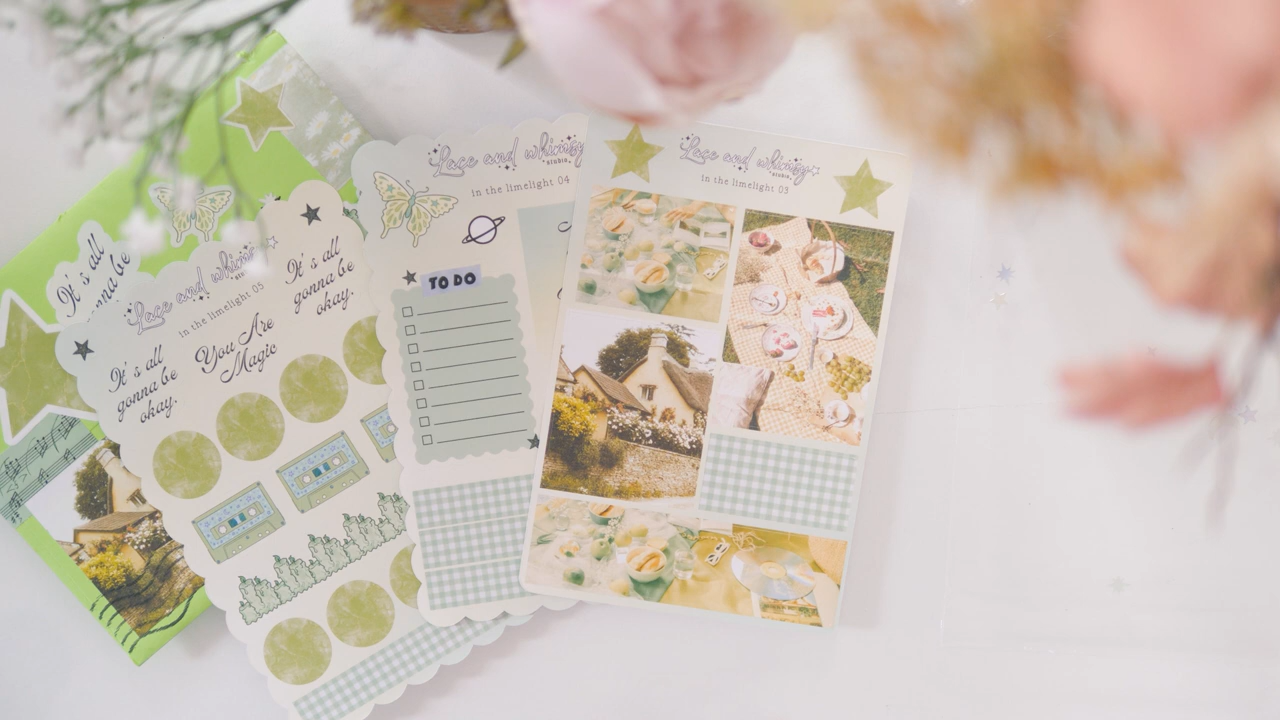 It's all
gonna be
Lace and whimsy
in the limelight 05
It's all
gonna be
okay.
You Are
Magic
It's all
gonna be
okay.
Lace and whimsy
STUDIO
in the limelight 04
TO DO
Lace and whimsy
STUDIO
in the limelight 03